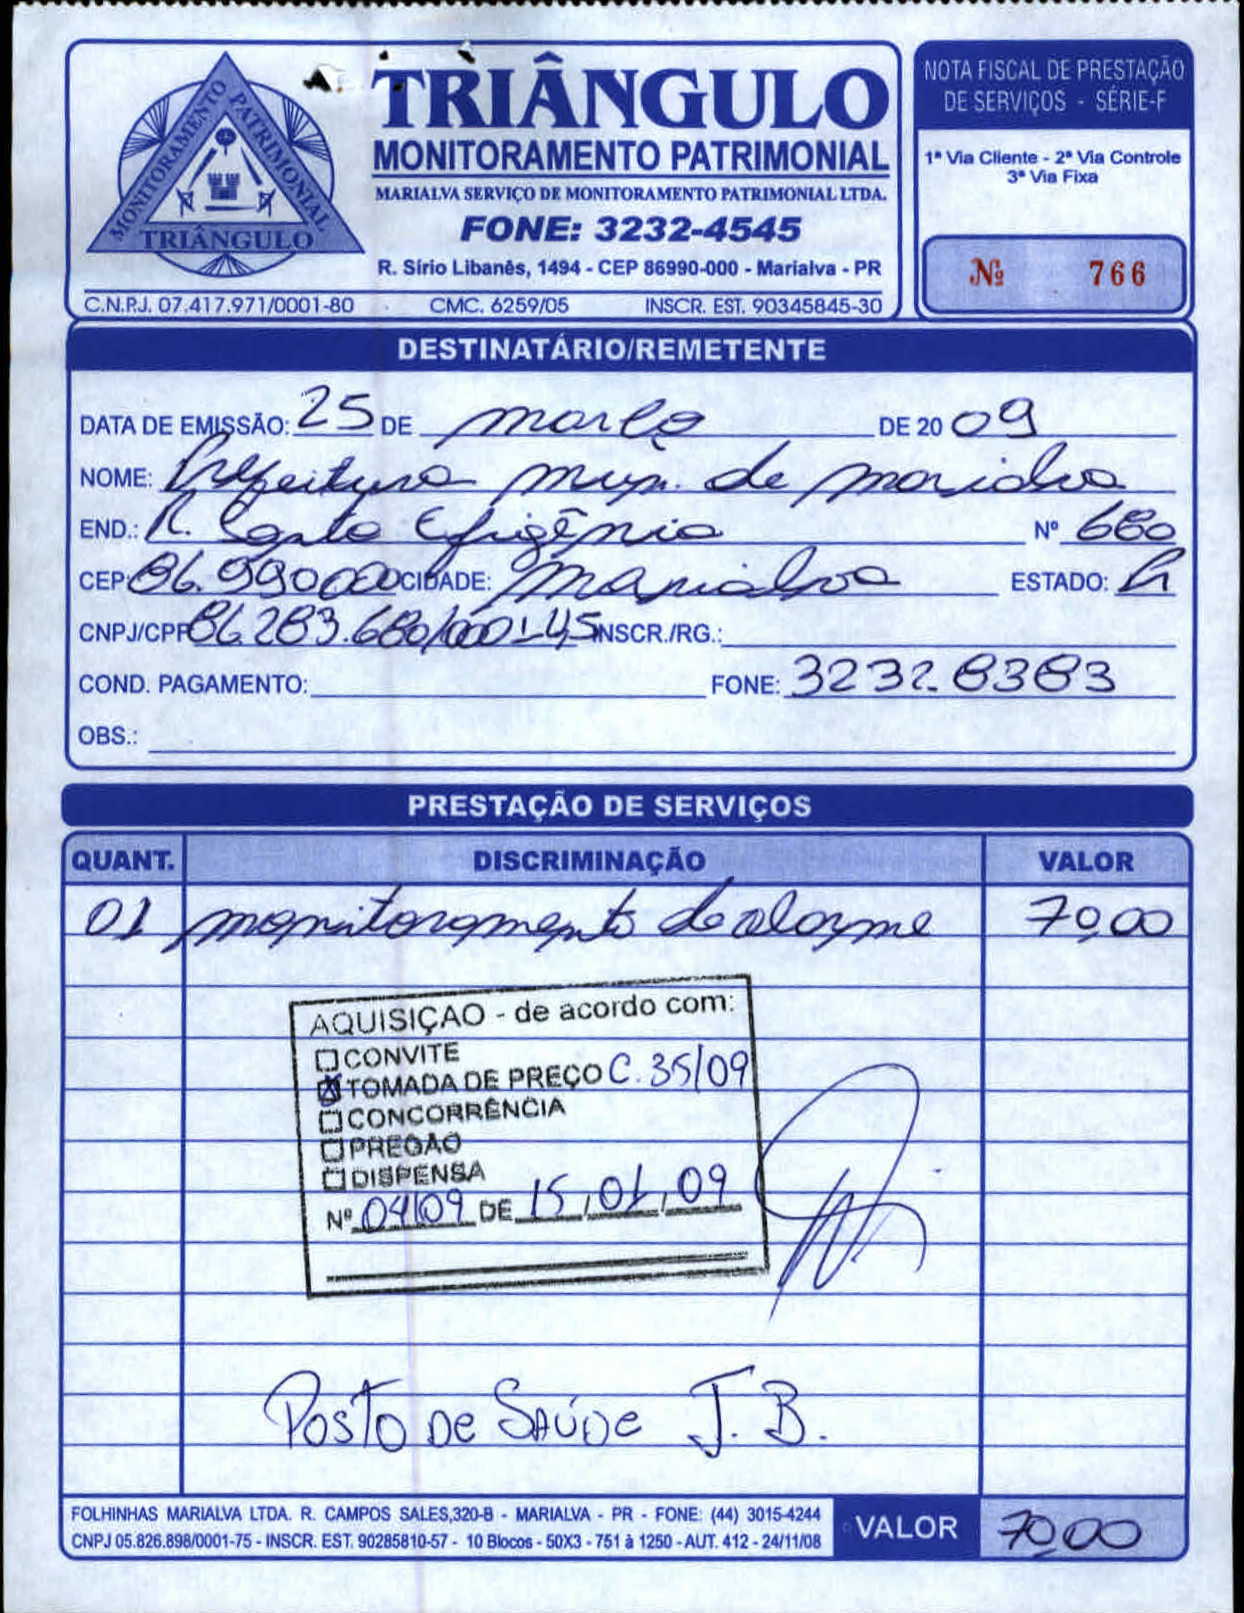 MONITORAMENTO PATRIMONIAL
TRIÂNGULO
TRIÂNGULO
MONITORAMENTO PATRIMONIAL
MARIALVA SERVIÇO DE MONITORAMENTO PATRIMONIAL LTDA.
FONE: 3232-4545
R. Sírio Libanês, 1494 - CEP 86990-000 - Marialva - PR
C.N.P.J. 07.417.971/0001-80 CMC. 6259/05 INSCR. EST. 90345845-30
NOTA FISCAL DE PRESTAÇÃO
DE SERVIÇOS - SÉRIE-F
1ª Via Cliente - 2ª Via Controle
3ª Via Fixa
Nº 766
DESTINATÁRIO/REMETENTE
DATA DE EMISSÃO: 25 DE março DE 20 09
NOME: Prefeitura Mun. de Marialva
END.: R. Santa Efigênia Nº 680
CEP: 86.990000 CIDADE: Marialva ESTADO: Pr
CNPJ/CPF 86.283.680/0001-45 INSCR./RG.:
COND. PAGAMENTO: FONE: 3232.8383
OBS.:
PRESTAÇÃO DE SERVIÇOS
QUANT. DISCRIMINAÇÃO VALOR
01 monitoramento de alarme 70,00
AQUISIÇAO - de acordo com:
CONVITE
TOMADA DE PREÇO C. 35/09
CONCORRÊNCIA
PREGAO
DISPENSA
Nº 04/09 DE 15,01,09
Posto de Saúde J. B.
FOLHINHAS MARIALVA LTDA. R. CAMPOS SALES,320-B - MARIALVA - PR - FONE: (44) 3015-4244
CNPJ 05.826.898/0001-75 - INSCR. EST. 90285810-57 - 10 Blocos - 50X3 - 751 à 1250 - AUT. 412 - 24/11/08
VALOR 70,00